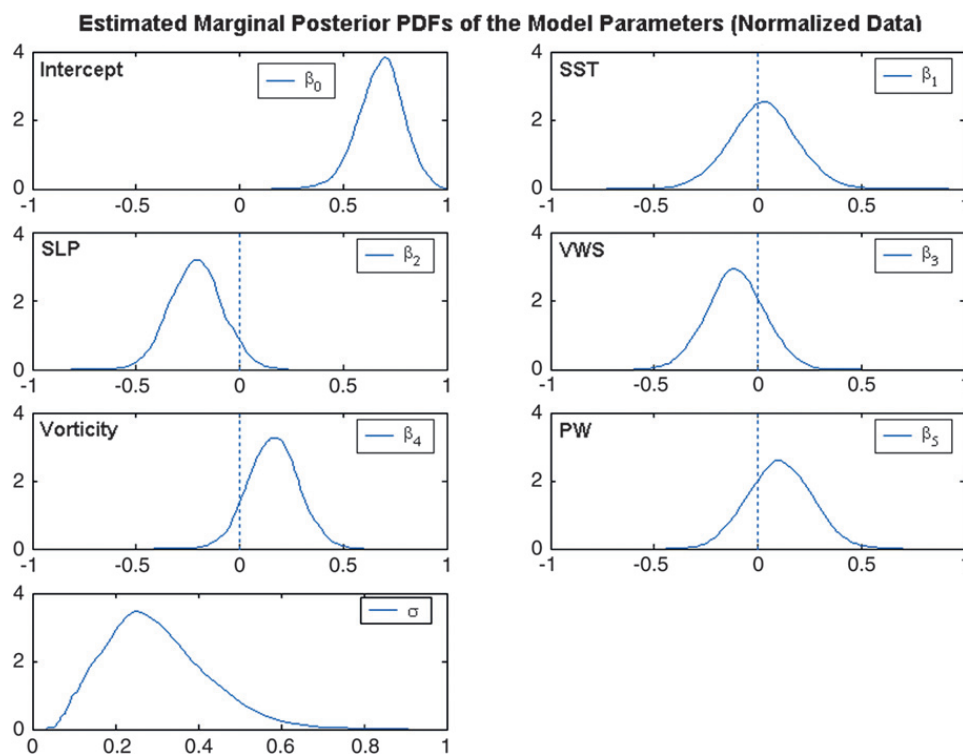 Estimated Marginal Posterior PDFs of the Model Parameters (Normalized Data)
4
2
0
-1 -0.5 0 0.5 1
Intercept
β0
4
2
0
-1 -0.5 0 0.5 1
SST
β1
4
2
0
-1 -0.5 0 0.5 1
SLP
β2
4
2
0
-1 -0.5 0 0.5 1
VWS
β3
4
2
0
-1 -0.5 0 0.5 1
Vorticity
β4
4
2
0
-1 -0.5 0 0.5 1
PW
β5
4
2
0
0 0.2 0.4 0.6 0.8 1
σ